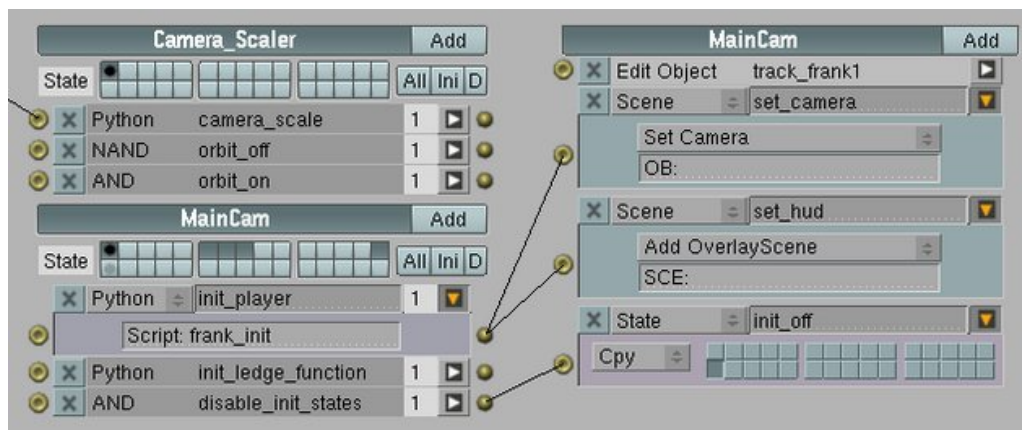 Camera_Scaler Add
State All Ini D
Python camera_scale 1
NAND orbit_off 1
AND orbit_on 1
MainCam Add
State All Ini D
Python init_player 1
Script: frank_init
Python init_ledge_function 1
AND disable_init_states 1
MainCam Add
Edit Object track_frank1
Scene set_camera
Set Camera
OB:
Scene set_hud
Add OverlayScene
SCE:
State init_off
Cpy